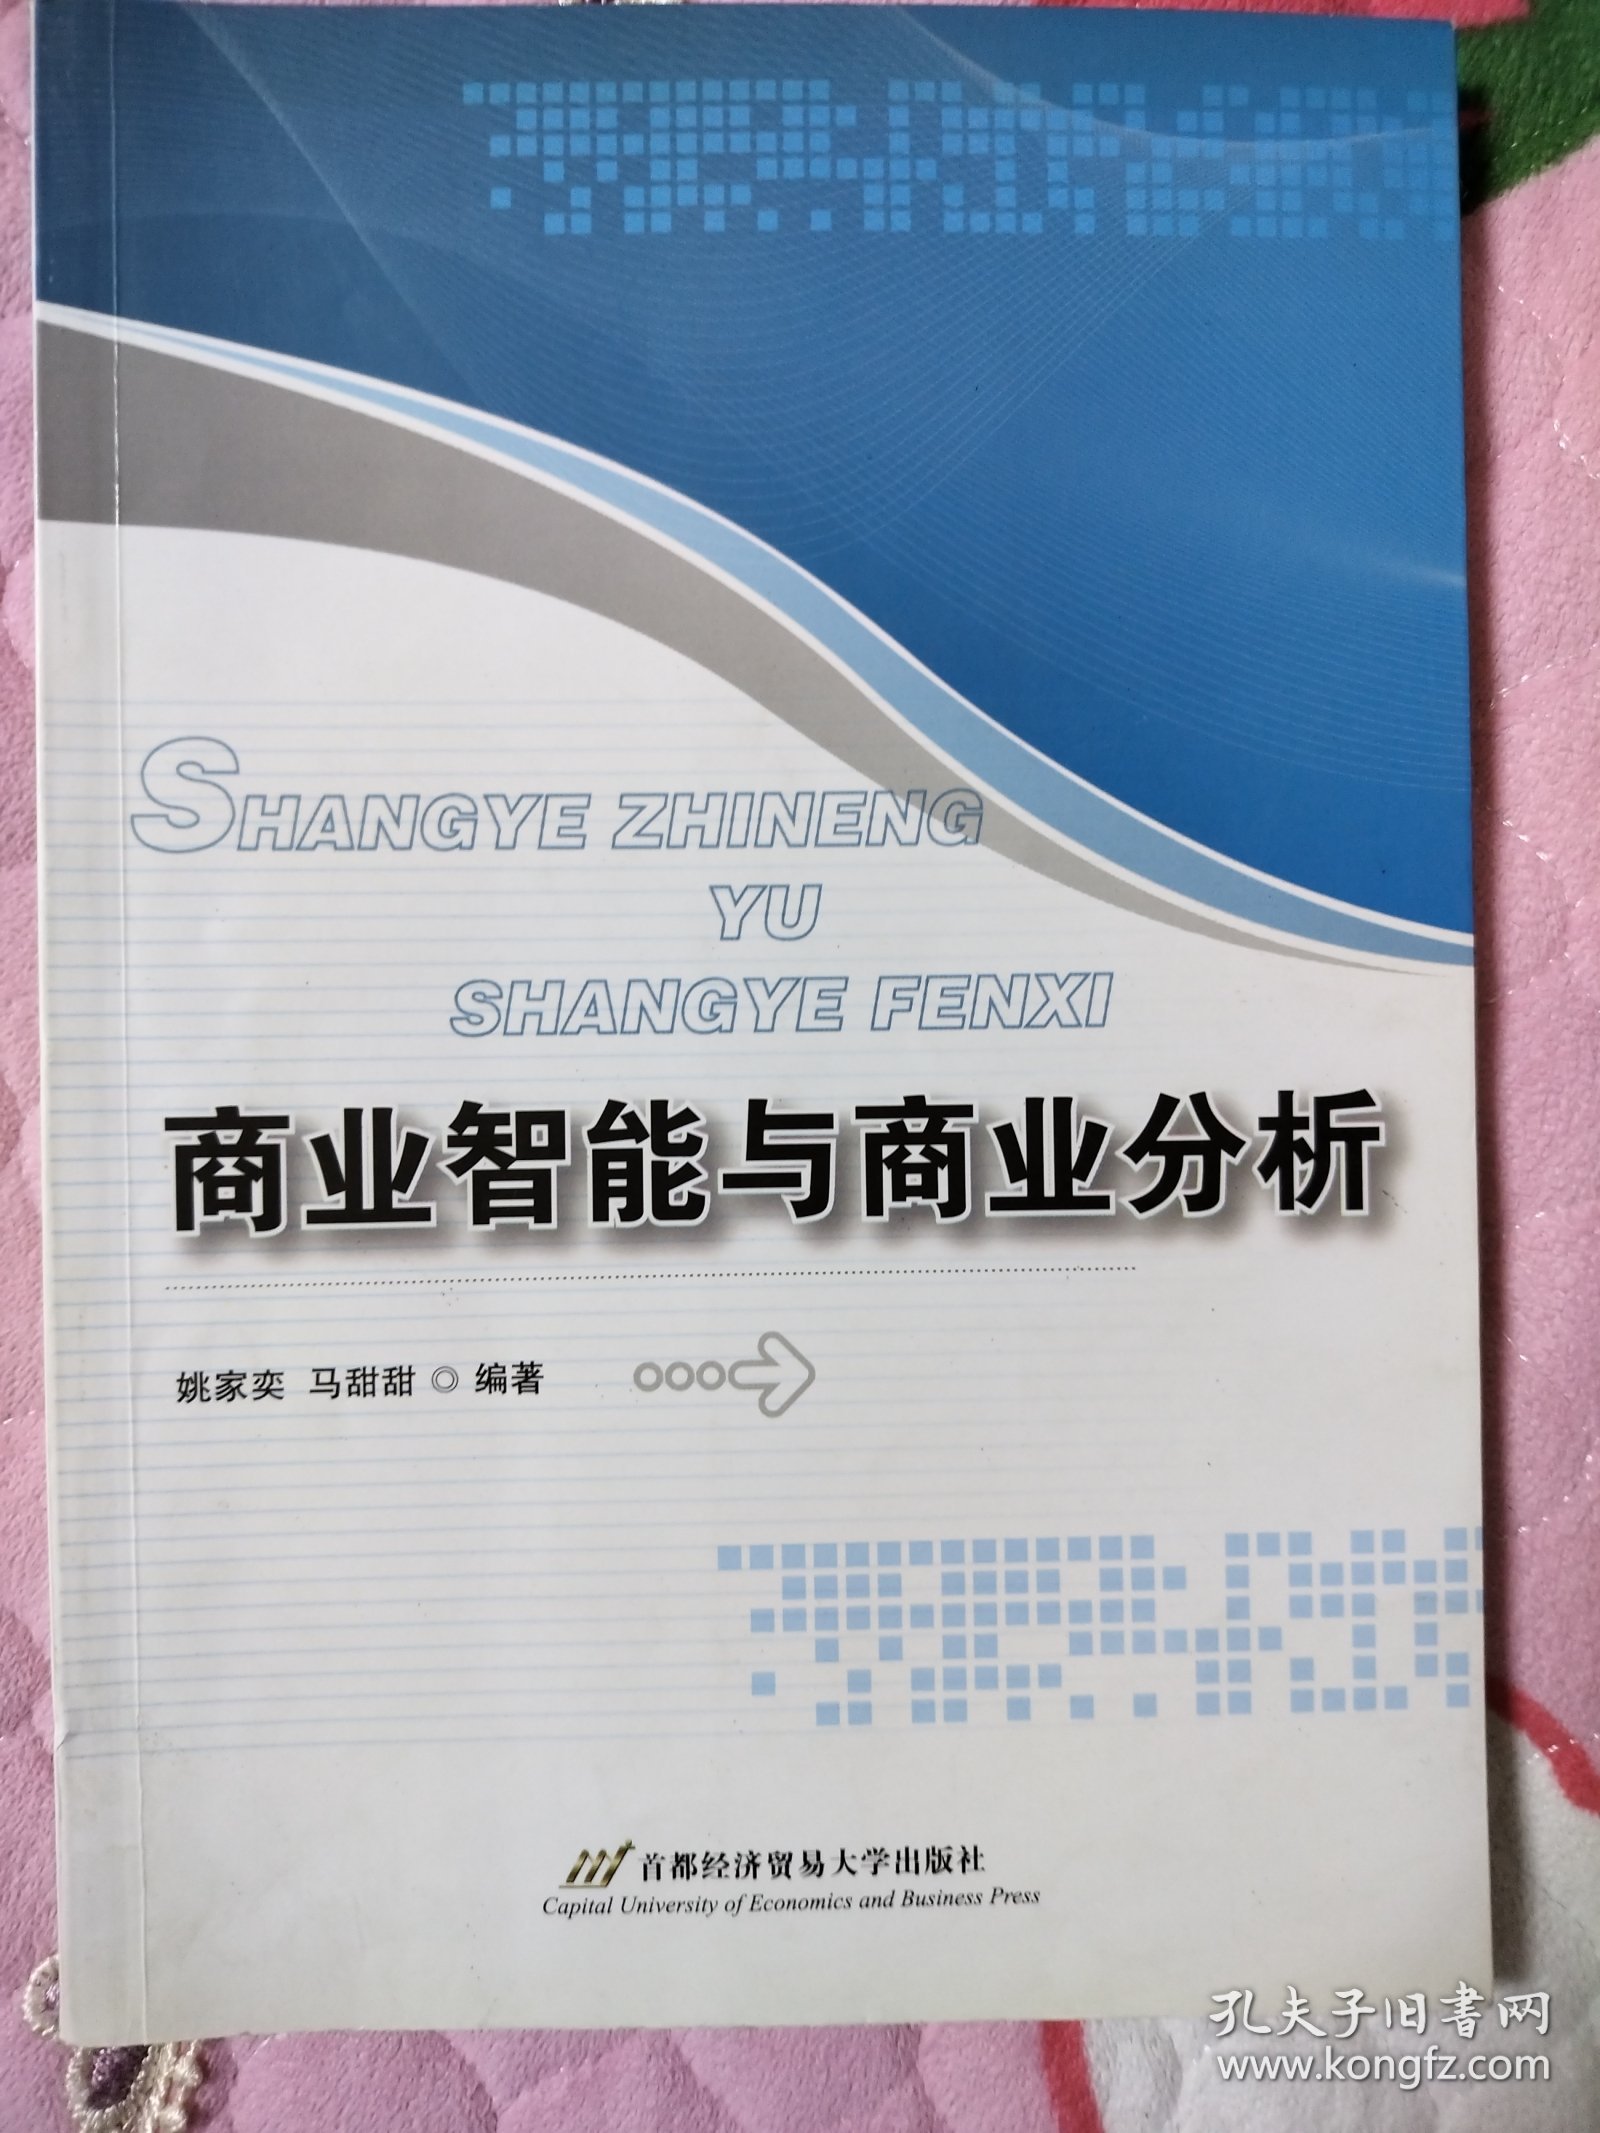 SHANGYE ZHINENG
YU
SHANGYE FENXI
商业智能与商业分析
姚家奕 马甜甜◎编著
首都经济贸易大学出版社
Capital University of Economics and Business Press
孔夫子旧书网
www.kongfz.com